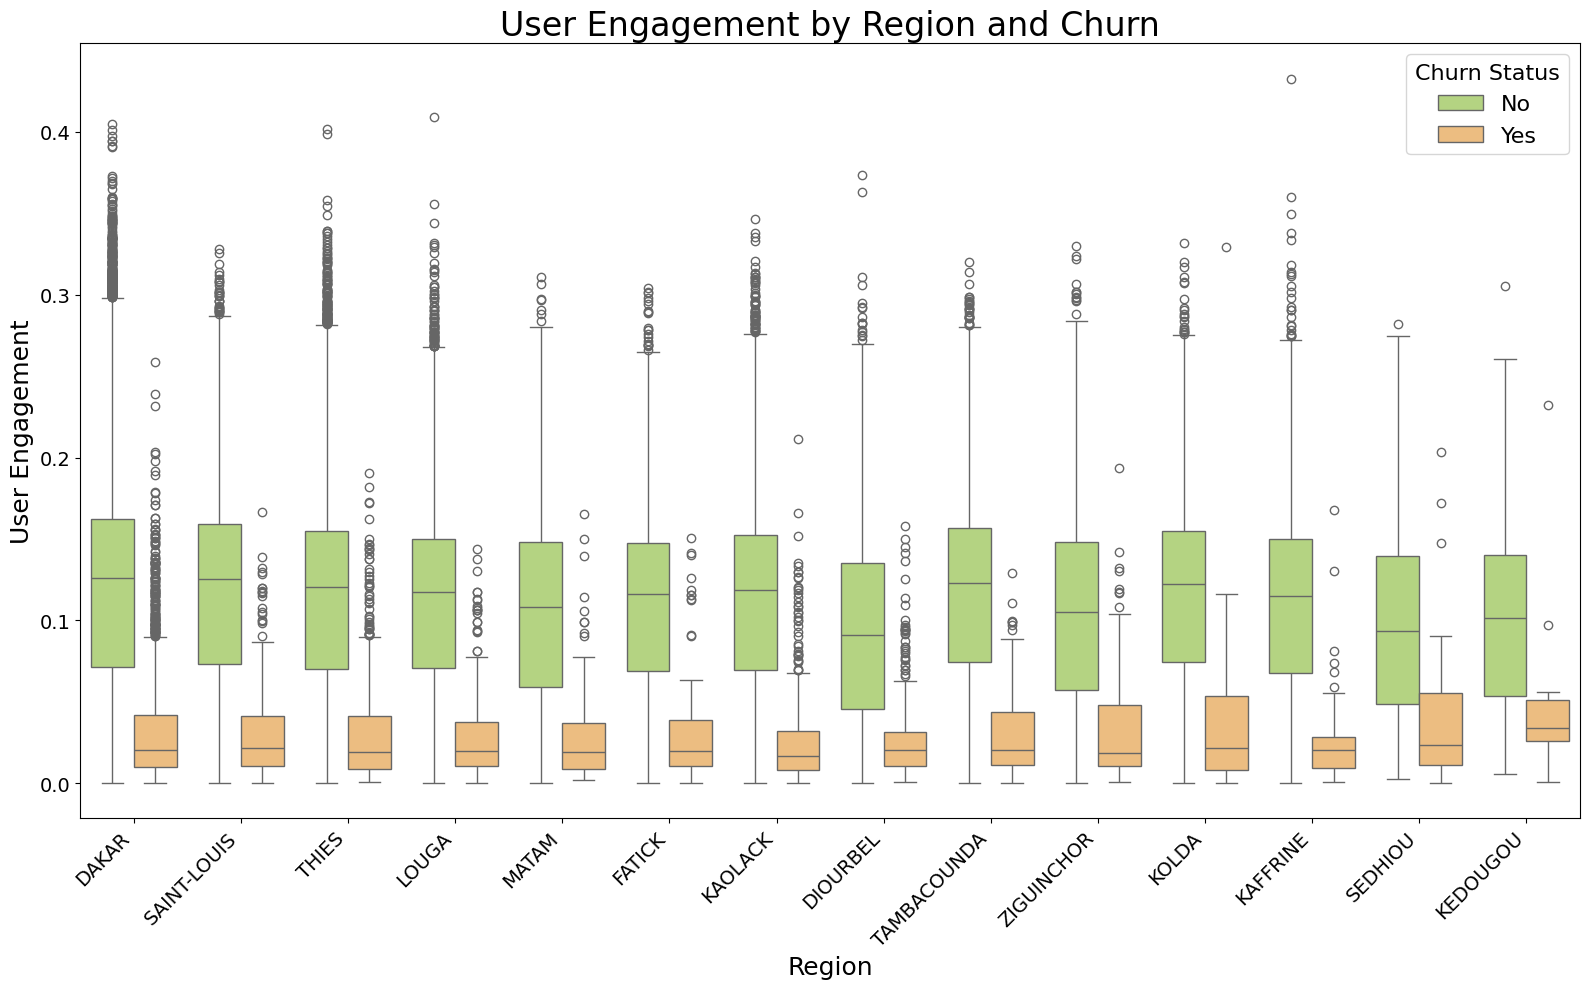 User Engagement by Region and Churn
Churn Status
No
Yes
User Engagement
0.4
0.3
0.2
0.1
0.0
DAKAR
SAINT-LOUIS
THIES
LOUGA
MATAM
FATICK
KAOLACK
DIOURBEL
TAMBACOUNDA
ZIGUINCHOR
KOLDA
KAFFRINE
SEDHIOU
KEDOUGOU
Region